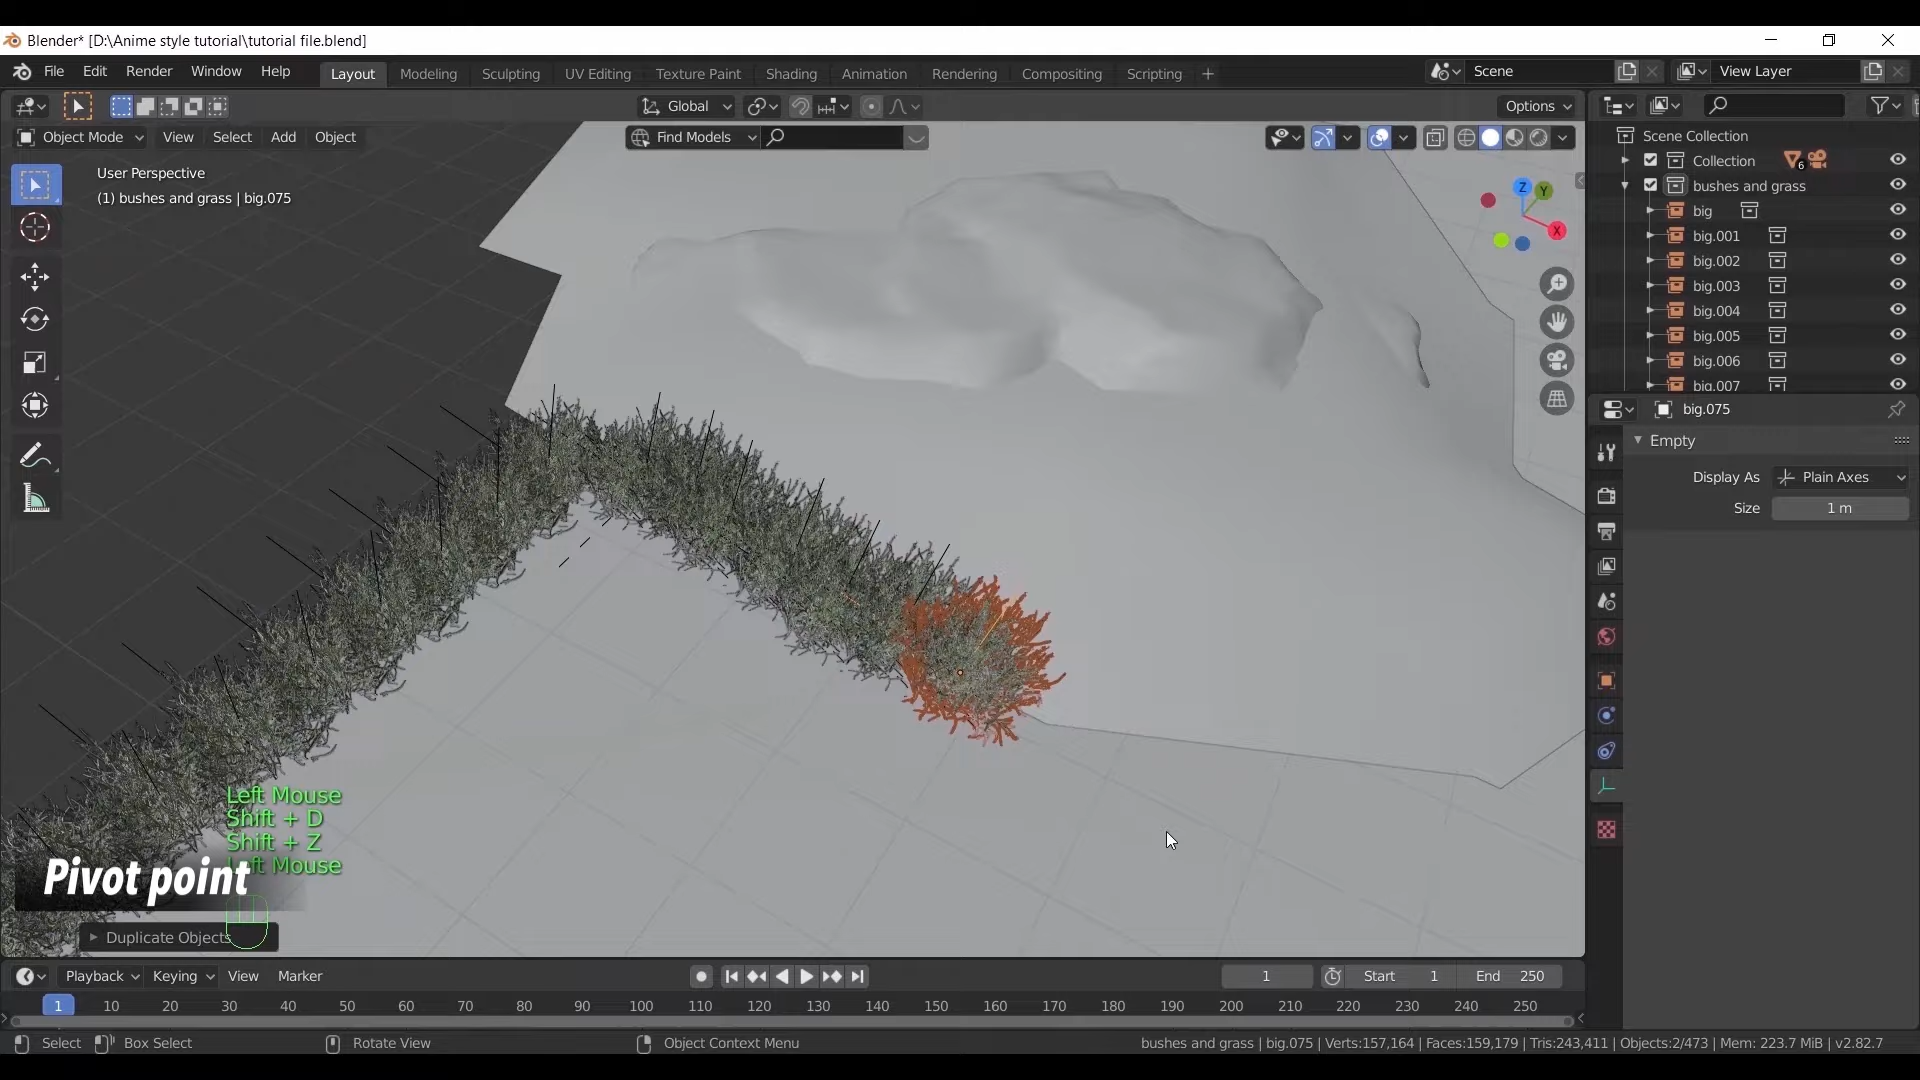 Blender* [D:\Anime style tutorial\tutorial file.blend]
File Edit Render Window Help
Layout Modeling Sculpting UV Editing Texture Paint Shading Animation Rendering Compositing Scripting +
Scene
View Layer
Global
Options
Object Mode View Select Add Object
Find Models
User Perspective
(1) bushes and grass | big.075
Z
Y
X
Scene Collection
Collection
6
bushes and grass
big
big.001
big.002
big.003
big.004
big.005
big.006
big.007
big.075
Empty
Display As Plain Axes
Size 1 m
Left Mouse
Shift + D
Shift + Z
Left Mouse
Pivot point
Duplicate Objects
Playback Keying View Marker
1
Start 1
End 250
1 10 20 30 40 50 60 70 80 90 100 110 120 130 140 150 160 170 180 190 200 210 220 230 240 250
Select Box Select Rotate View Object Context Menu
bushes and grass | big.075 | Verts:157,164 | Faces:159,179 | Tris:243,411 | Objects:2/473 | Mem: 223.7 MiB | v2.82.7